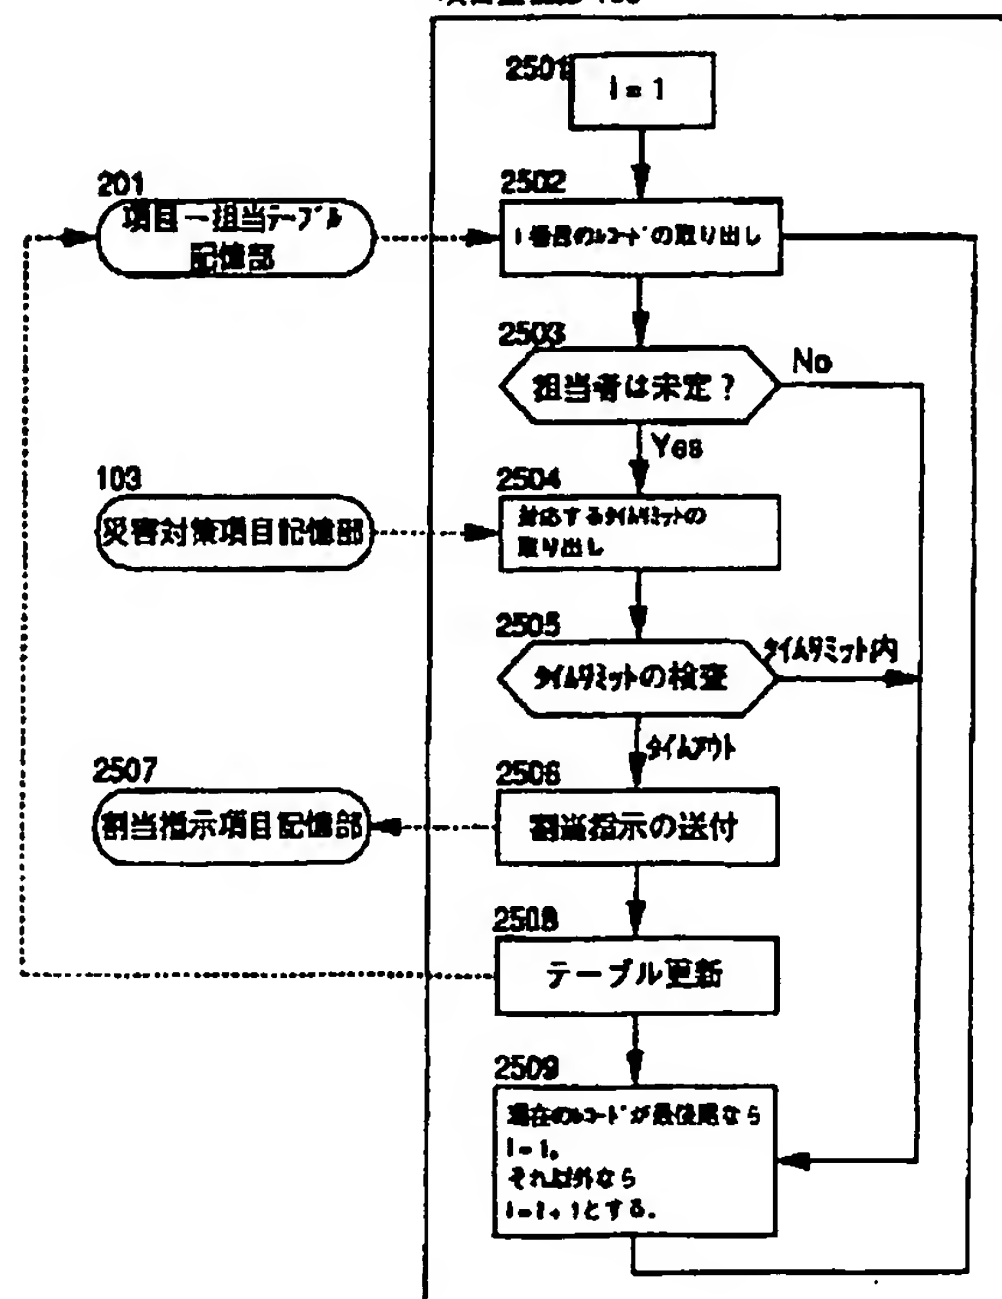 2501
i = 1
201
項目-担当テーブル
記憶部
2502
i番目のレコードの取り出し
2503
担当者は未定?
No
Yes
103
災害対策項目記憶部
2504
対応するタイムリミットの
取り出し
2505
タイムリミットの検査
タイムリミット内
タイムアウト
2507
割当指示項目記憶部
2506
割当指示の送付
2508
テーブル更新
2509
現在のレコードが最後尾なら
i=1。
それ以外なら
i=i+1とする。